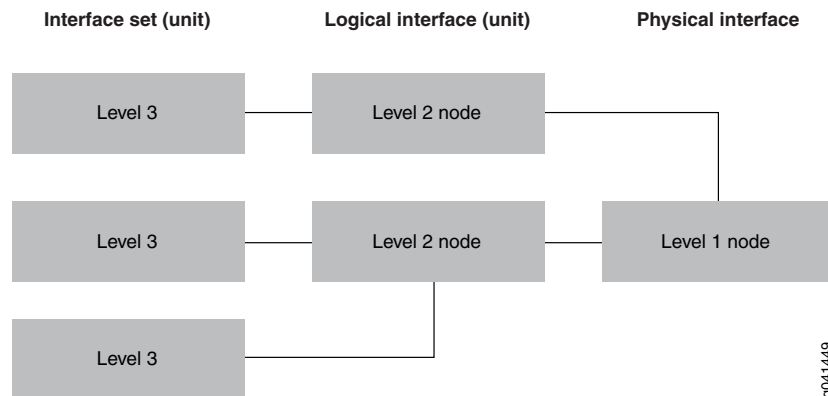 Interface set (unit)
Logical interface (unit)
Physical interface
Level 3
Level 2 node
Level 3
Level 2 node
Level 1 node
Level 3
g041449